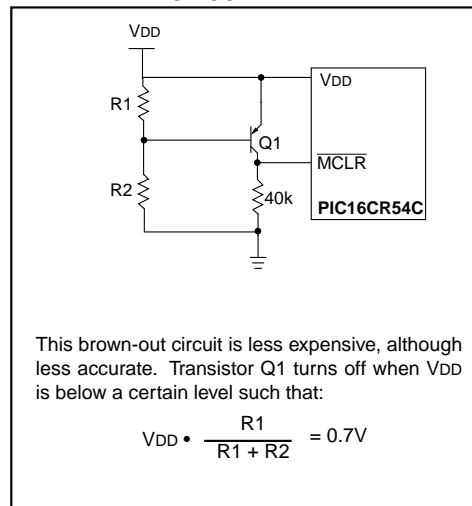 VDD
VDD
R1
Q1
MCLR
R2
40k
PIC16CR54C
This brown-out circuit is less expensive, although
less accurate. Transistor Q1 turns off when VDD
is below a certain level such that:
VDD • R1 / R1 + R2 = 0.7V